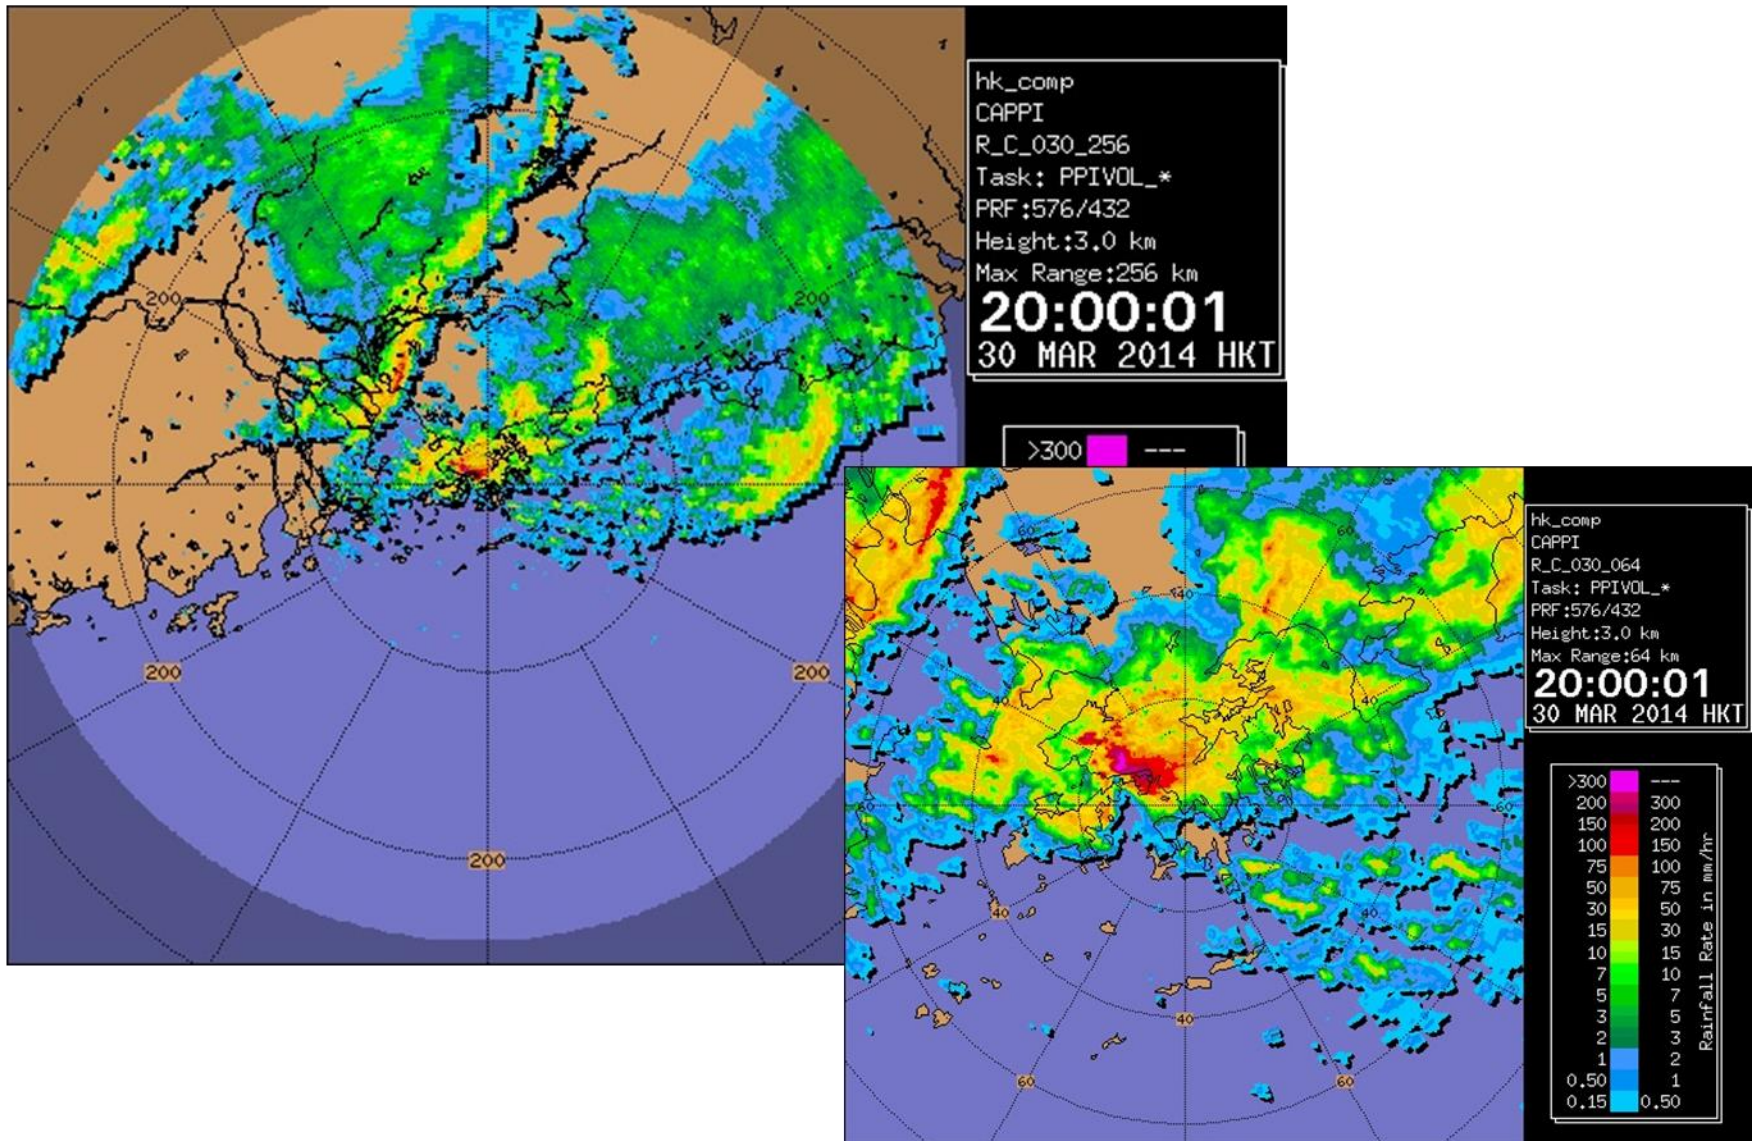 hk_comp
CAPPI
R_C_030_256
Task: PPIVOL_*
PRF:576/432
Height:3.0 km
Max Range:256 km
20:00:01
30 MAR 2014 HKT
>300 ---
200
200
200
200
200
hk_comp
CAPPI
R_C_030_064
Task: PPIVOL_*
PRF:576/432
Height:3.0 km
Max Range:64 km
20:00:01
30 MAR 2014 HKT
>300 ---
200 300
150 200
100 150
75 100
50 75
30 50
15 30
10 15
7 10
5 7
3 5
2 3
1 2
0.50 1
0.15 0.50
Rainfall Rate in mm/hr
60
60
40
40
40
60
60
40
40
40
60
60